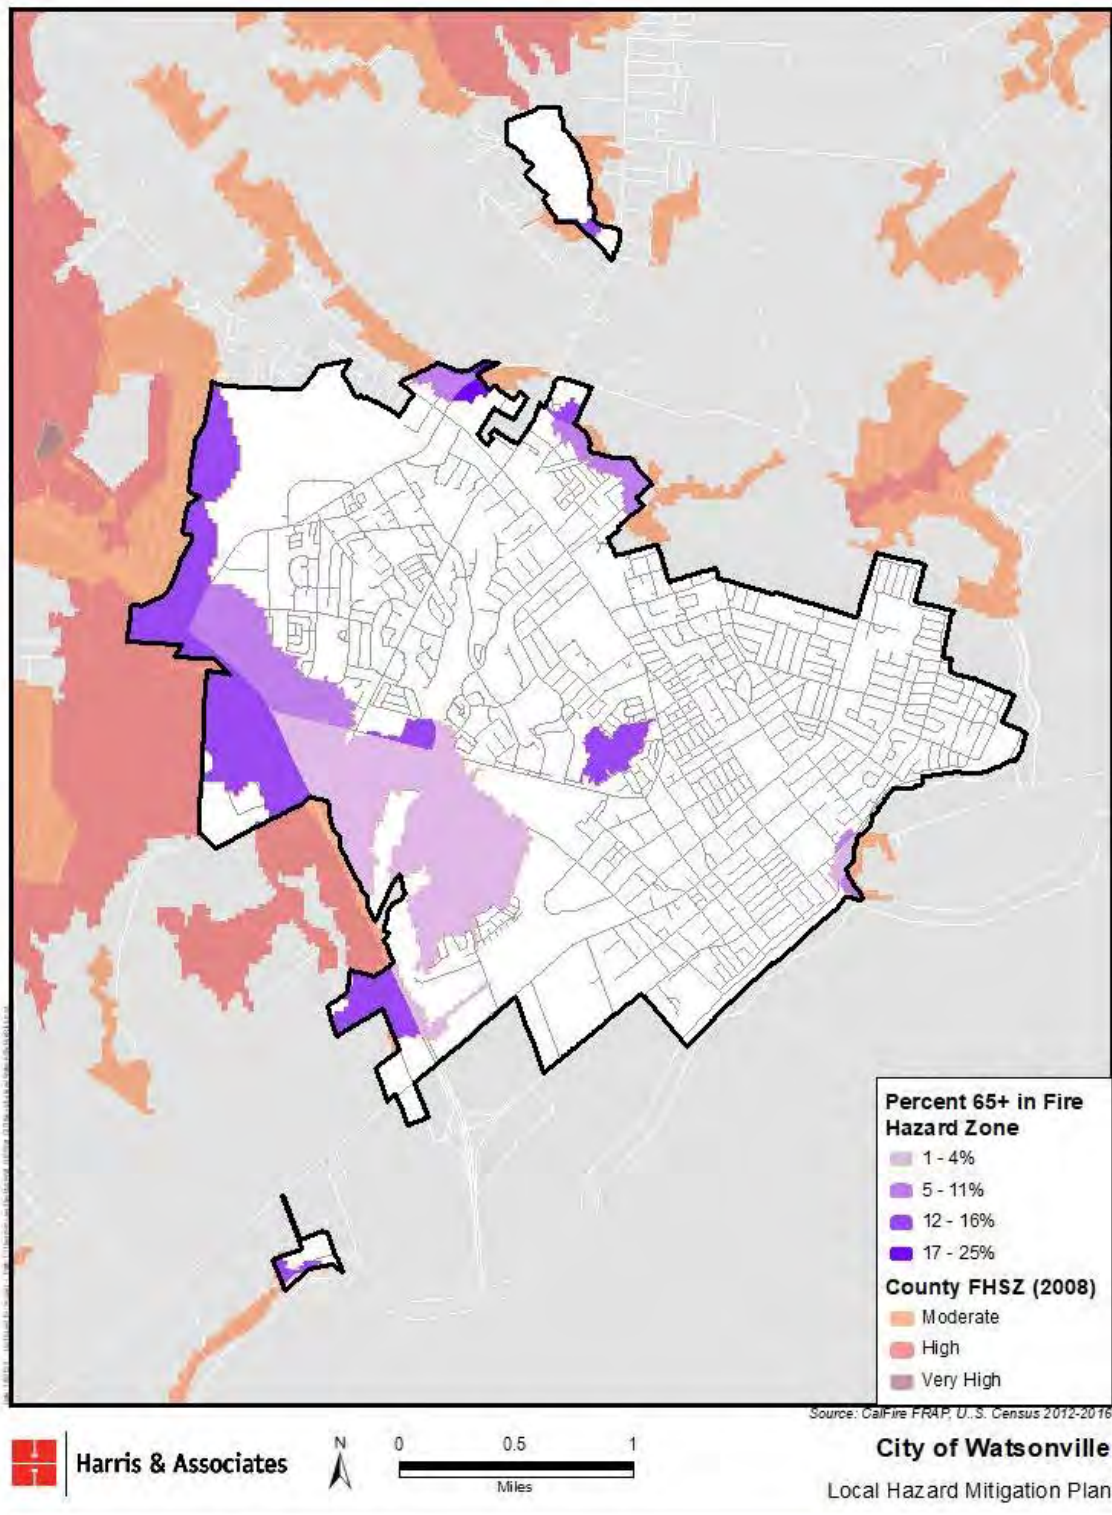 Percent 65+ in Fire
Hazard Zone
1 - 4%
5 - 11%
12 - 16%
17 - 25%
County FHSZ (2008)
Moderate
High
Very High
Source: CalFire FRAP, U..S. Census 2012-2016
Harris & Associates
N
0 0.5 1
Miles
City of Watsonville
Local Hazard Mitigation Plan